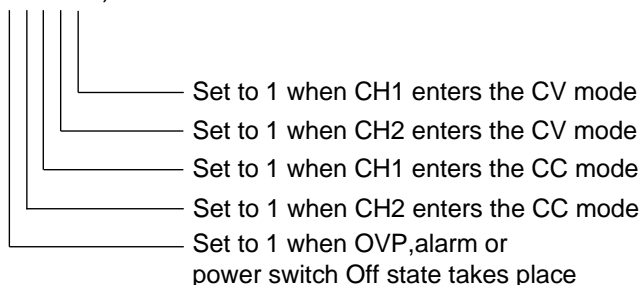 Set to 1 when CH1 enters the CV mode
Set to 1 when CH2 enters the CV mode
Set to 1 when CH1 enters the CC mode
Set to 1 when CH2 enters the CC mode
Set to 1 when OVP,alarm or
power switch Off state takes place